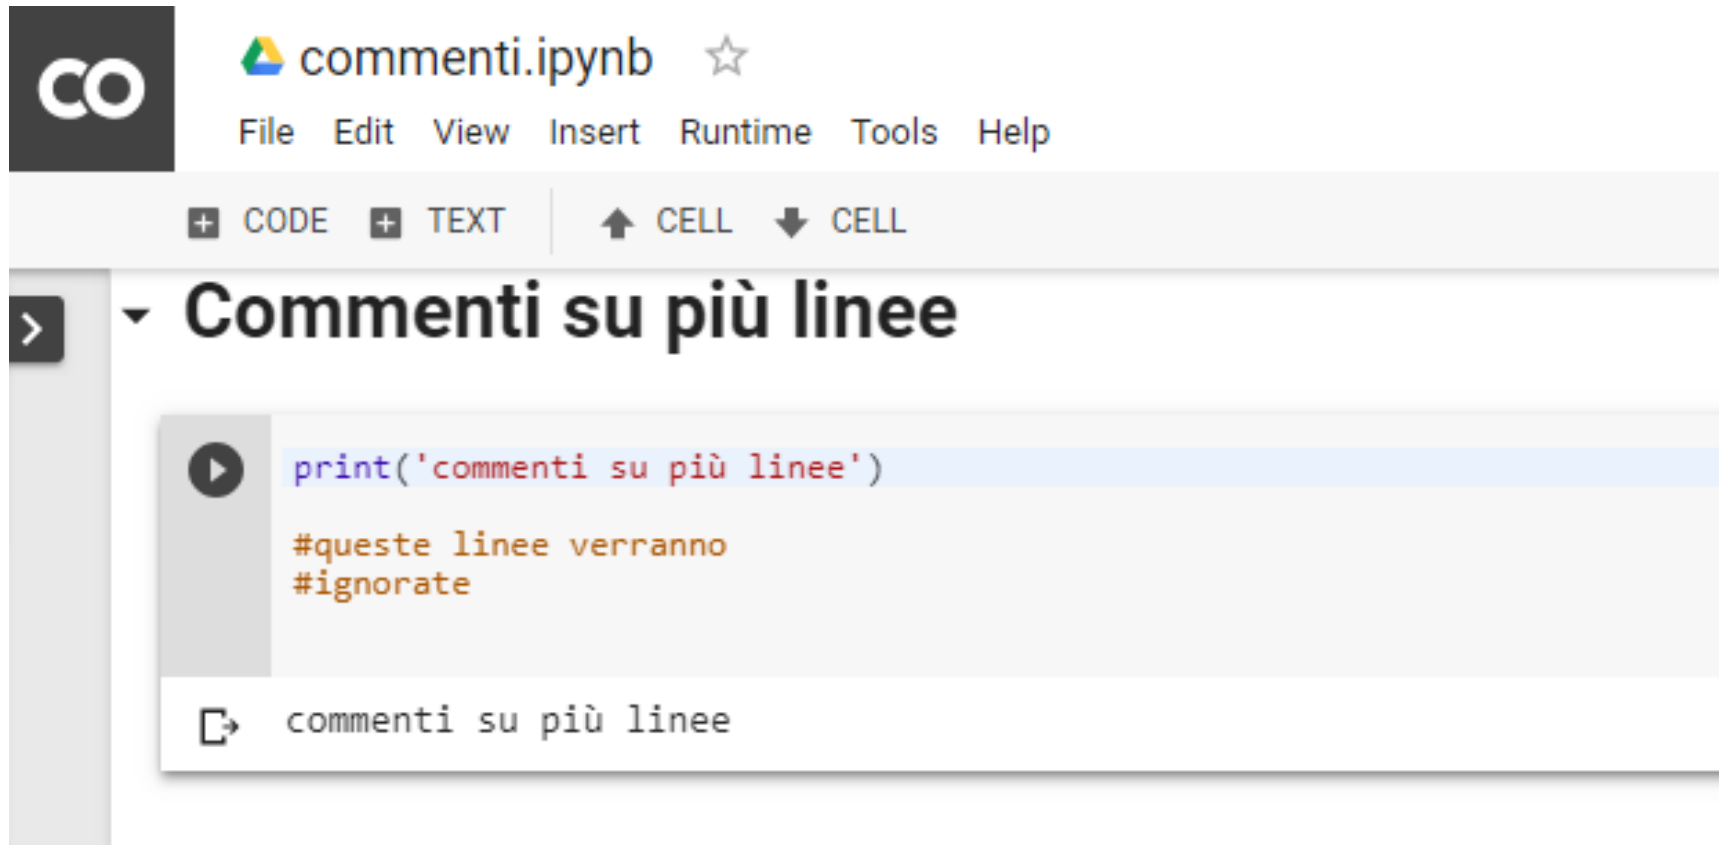 CO
commenti.ipynb
File Edit View Insert Runtime Tools Help
CODE TEXT CELL CELL
Commenti su più linee
print('commenti su più linee')
#queste linee verranno
#ignorate
commenti su più linee